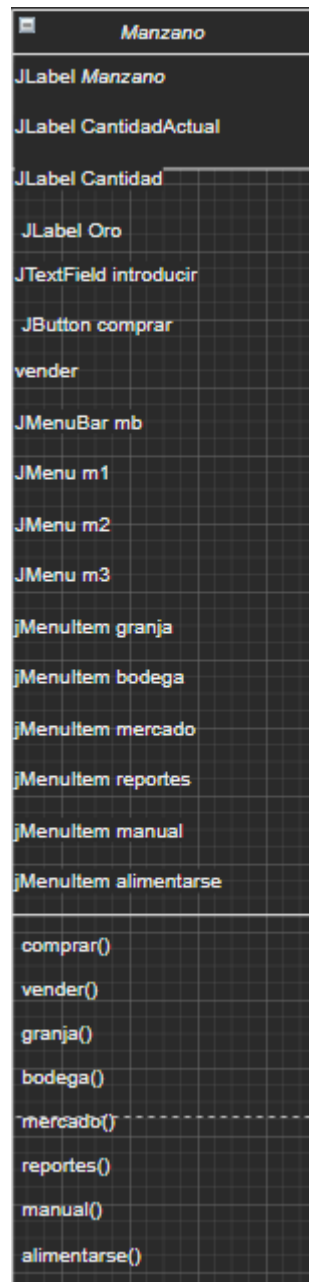 Manzano
JLabel Manzano
JLabel CantidadActual
JLabel Cantidad
JLabel Oro
JTextField introducir
JButton comprar
vender
JMenuBar mb
JMenu m1
JMenu m2
JMenu m3
jMenuItem granja
jMenuItem bodega
jMenuItem mercado
jMenuItem reportes
jMenuItem manual
jMenuItem alimentarse
comprar()
vender()
granja()
bodega()
mercado()
reportes()
manual()
alimentarse()